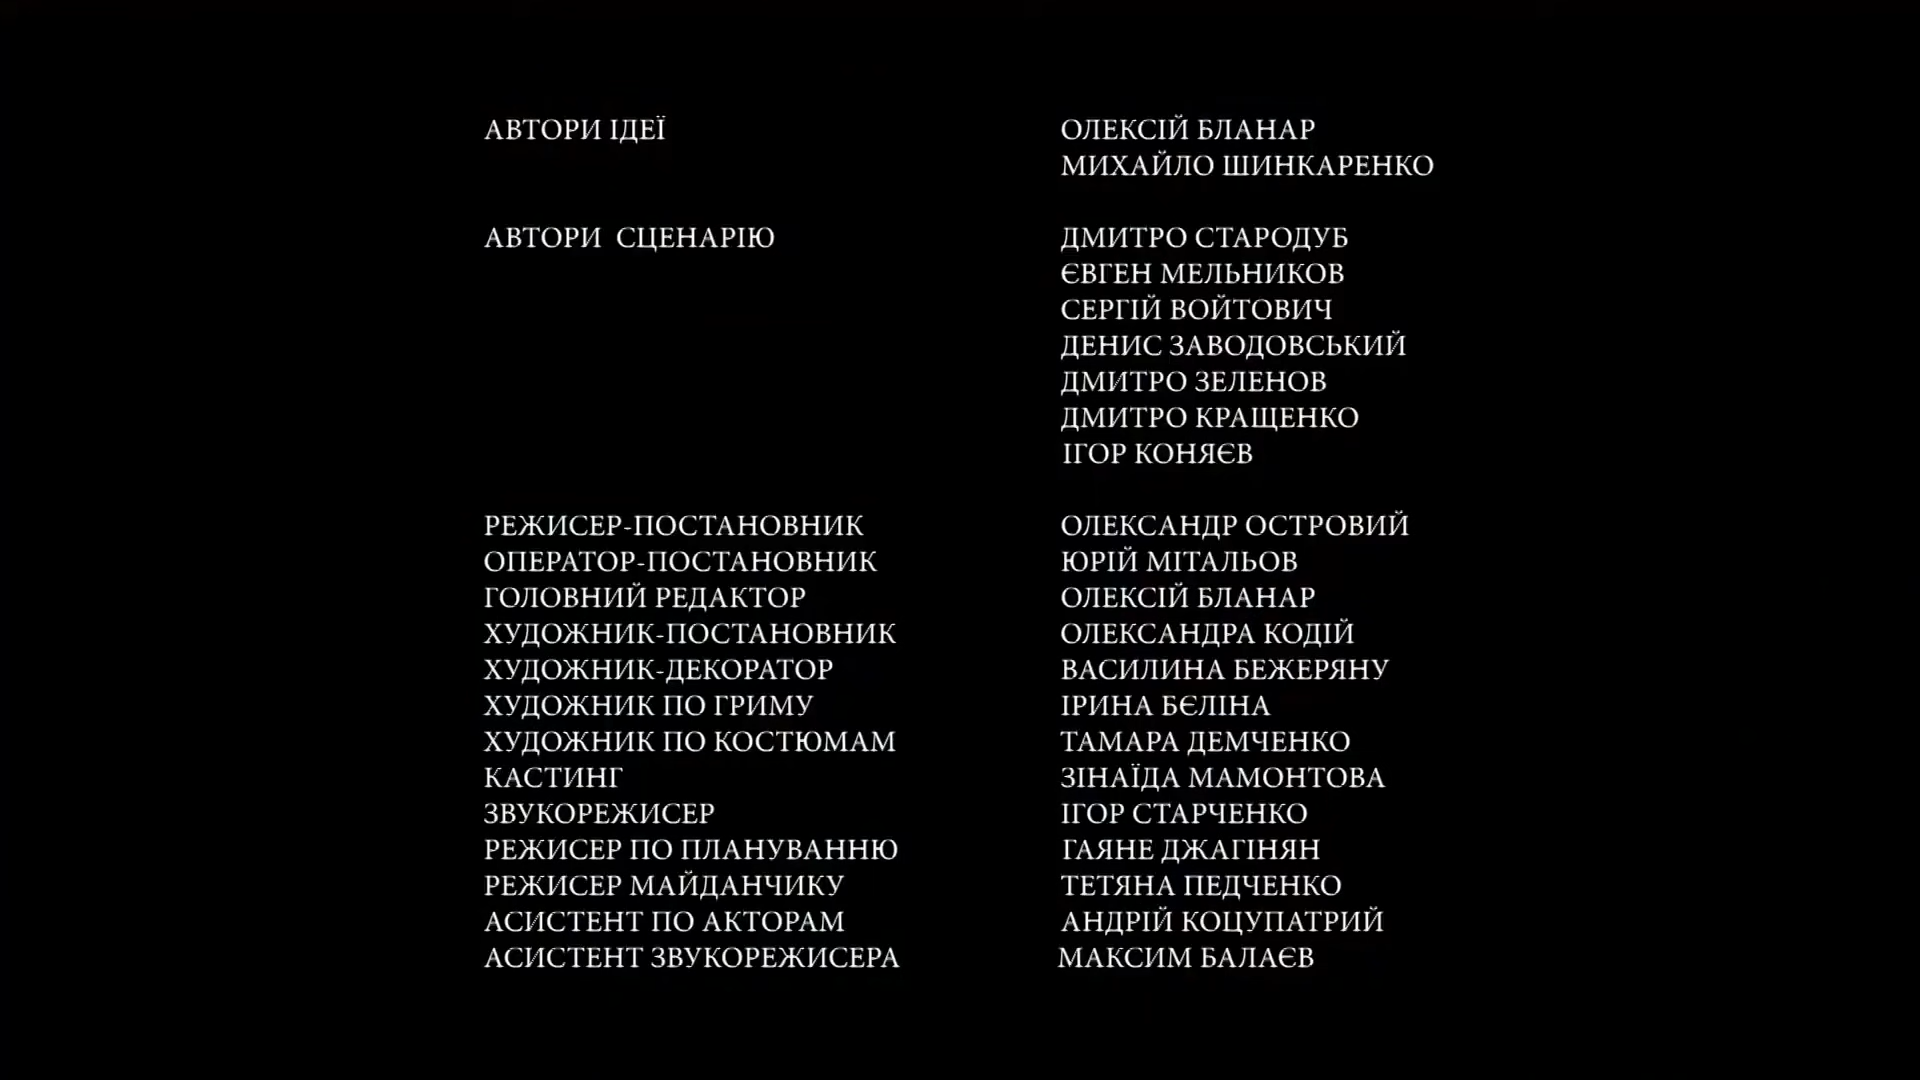 АВТОРИ ІДЕЇ ОЛЕКСІЙ БЛАНАР
МИХАЙЛО ШИНКАРЕНКО
АВТОРИ СЦЕНАРІЮ ДМИТРО СТАРОДУБ
ЄВГЕН МЕЛЬНИКОВ
СЕРГІЙ ВОЙТОВИЧ
ДЕНИС ЗАВОДОВСЬКИЙ
ДМИТРО ЗЕЛЕНОВ
ДМИТРО КРАЩЕНКО
ІГОР КОНЯЄВ
РЕЖИСЕР-ПОСТАНОВНИК ОЛЕКСАНДР ОСТРОВИЙ
ОПЕРАТОР-ПОСТАНОВНИК ЮРІЙ МІТАЛЬОВ
ГОЛОВНИЙ РЕДАКТОР ОЛЕКСІЙ БЛАНАР
ХУДОЖНИК-ПОСТАНОВНИК ОЛЕКСАНДРА КОДІЙ
ХУДОЖНИК-ДЕКОРАТОР ВАСИЛИНА БЕЖЕРЯНУ
ХУДОЖНИК ПО ГРИМУ ІРИНА БЄЛІНА
ХУДОЖНИК ПО КОСТЮМАМ ТАМАРА ДЕМЧЕНКО
КАСТИНГ ЗІНАЇДА МАМОНТОВА
ЗВУКОРЕЖИСЕР ІГОР СТАРЧЕНКО
РЕЖИСЕР ПО ПЛАНУВАННЮ ГАЯНЕ ДЖАГІНЯН
РЕЖИСЕР МАЙДАНЧИКУ ТЕТЯНА ПЕДЧЕНКО
АСИСТЕНТ ПО АКТОРАМ АНДРІЙ КОЦУПАТРИЙ
АСИСТЕНТ ЗВУКОРЕЖИСЕРА МАКСИМ БАЛАЄВ